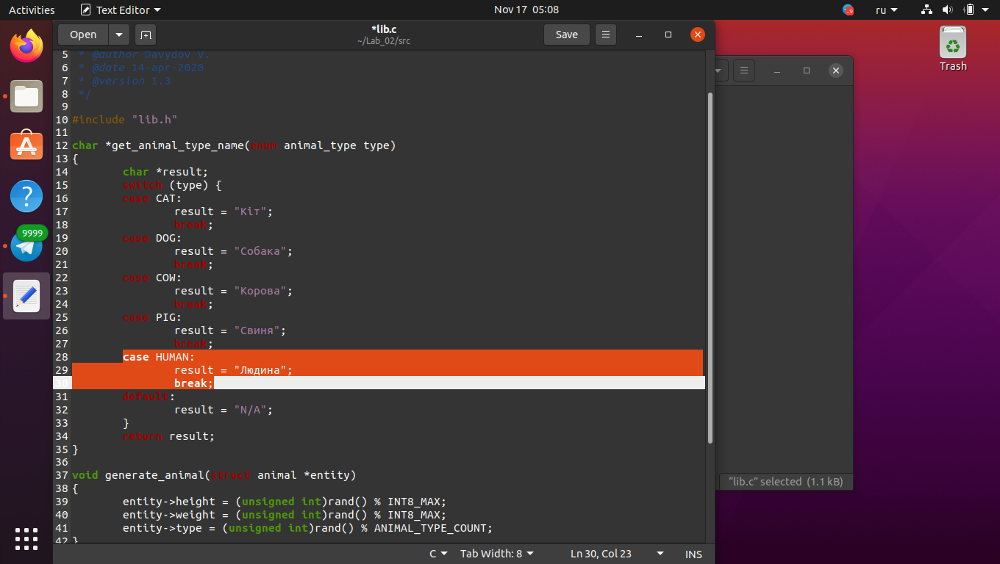 Activities
Text Editor
Nov 17 05:08
ru
Open
*lib.c
~/Lab_02/src
Save
5 * @author Davydov V.
6 * @date 14-apr-2020
7 * @version 1.3
8 */
9
10 #include "lib.h"
11
12 char *get_animal_type_name(enum animal_type type)
13 {
14 char *result;
15 switch (type) {
16 case CAT:
17 result = "Кіт";
18 break;
19 case DOG:
20 result = "Собака";
21 break;
22 case COW:
23 result = "Корова";
24 break;
25 case PIG:
26 result = "Свиня";
27 break;
28 case HUMAN:
29 result = "Людина";
30 break;
31 default:
32 result = "N/A";
33 }
34 return result;
35 }
36
37 void generate_animal(struct animal *entity)
38 {
39 entity->height = (unsigned int)rand() % INT8_MAX;
40 entity->weight = (unsigned int)rand() % INT8_MAX;
41 entity->type = (unsigned int)rand() % ANIMAL_TYPE_COUNT;
42 }
C
Tab Width: 8
Ln 30, Col 23
INS
9999
Trash
"lib.c" selected (1.1 kB)